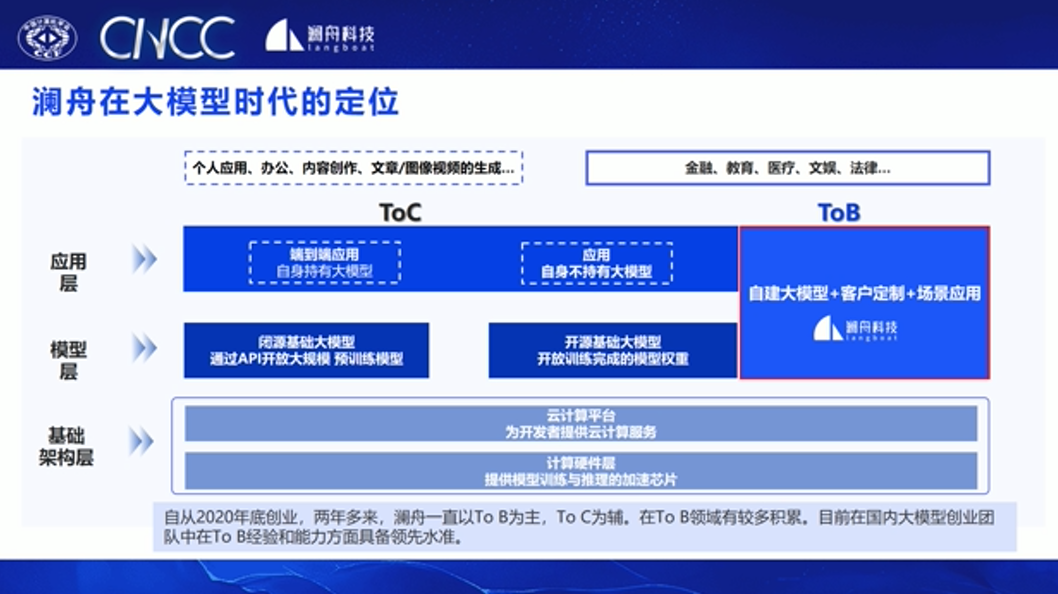 CCF
CNCC
澜舟科技
langboat
澜舟在大模型时代的定位
个人应用、办公、内容创作、文章/图像视频的生成...
金融、教育、医疗、文娱、法律...
ToC
ToB
应用
层
端到端应用
自身持有大模型
应用
自身不持有大模型
自建大模型+客户定制+场景应用
澜舟科技
langboat
模型
层
闭源基础大模型
通过API开放大规模 预训练模型
开源基础大模型
开放训练完成的模型权重
基础
架构层
云计算平台
为开发者提供云计算服务
计算硬件层
提供模型训练与推理的加速芯片
自从2020年底创业，两年多来，澜舟一直以To B为主，To C为辅。在To B领域有较多积累。目前在国内大模型创业团
队中在To B经验和能力方面具备领先水准。